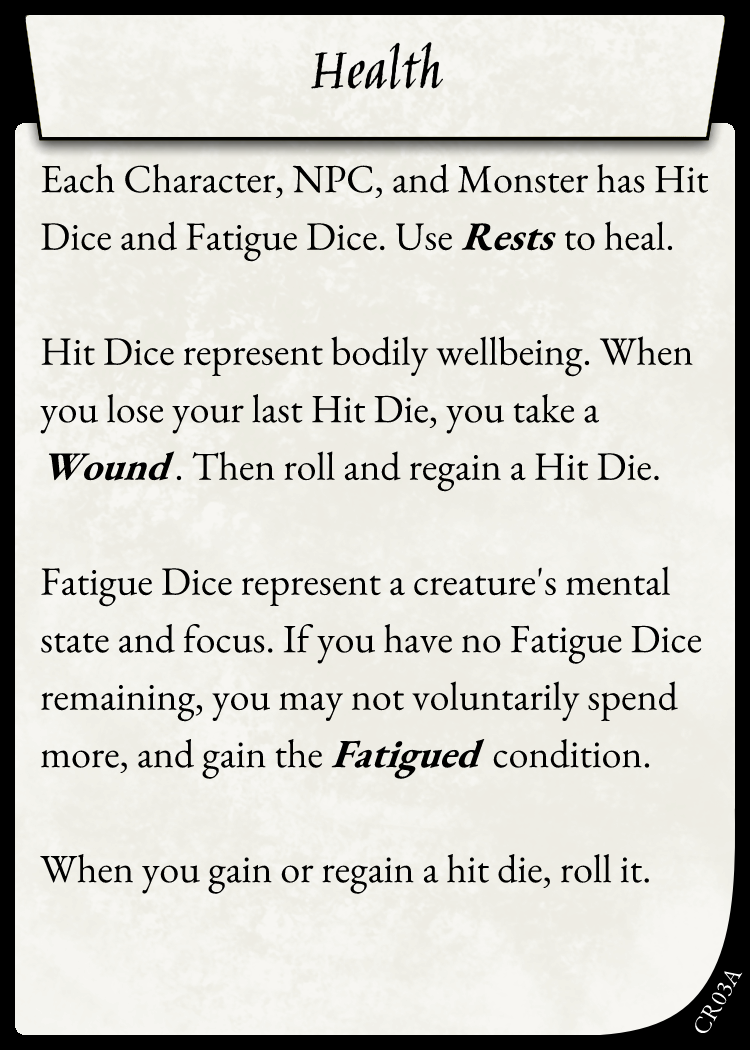 Health
Each Character, NPC, and Monster has Hit
Dice and Fatigue Dice. Use Rests to heal.
Hit Dice represent bodily wellbeing. When
you lose your last Hit Die, you take a
Wound. Then roll and regain a Hit Die.
Fatigue Dice represent a creature's mental
state and focus. If you have no Fatigue Dice
remaining, you may not voluntarily spend
more, and gain the Fatigued condition.
When you gain or regain a hit die, roll it.
CR03A